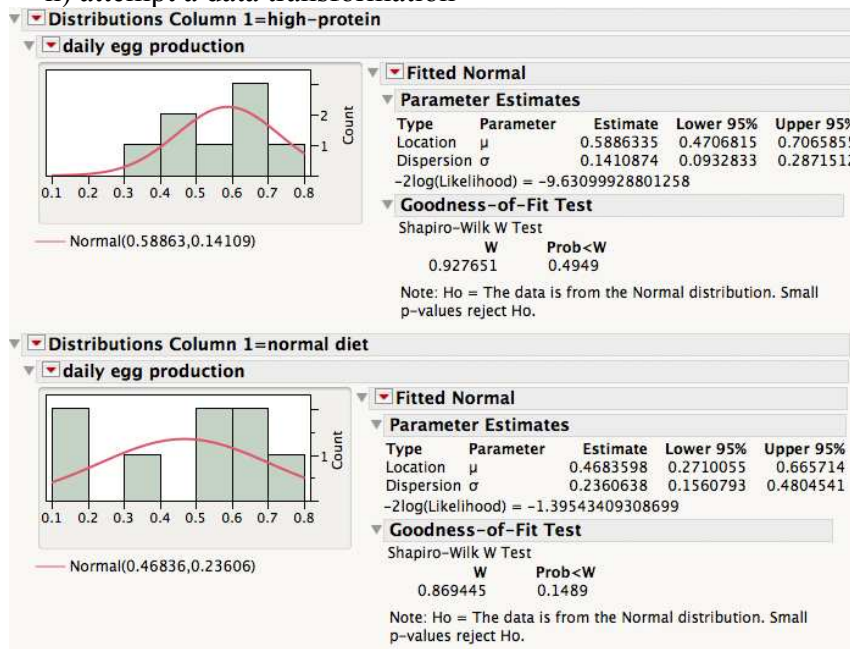 ii) attempt a data transformation
Distributions Column 1=high-protein
daily egg production
2
1
Count
0.1 0.2 0.3 0.4 0.5 0.6 0.7 0.8
Normal(0.58863,0.14109)
Fitted Normal
Parameter Estimates
Type Parameter Estimate Lower 95% Upper 95%
Location μ 0.5886335 0.4706815 0.7065855
Dispersion σ 0.1410874 0.0932833 0.2871512
-2log(Likelihood) = -9.63099928801258
Goodness-of-Fit Test
Shapiro-Wilk W Test
W Prob<W
0.927651 0.4949
Note: Ho = The data is from the Normal distribution. Small
p-values reject Ho.
Distributions Column 1=normal diet
daily egg production
1
Count
0.1 0.2 0.3 0.4 0.5 0.6 0.7 0.8
Normal(0.46836,0.23606)
Fitted Normal
Parameter Estimates
Type Parameter Estimate Lower 95% Upper 95%
Location μ 0.4683598 0.2710055 0.665714
Dispersion σ 0.2360638 0.1560793 0.4804541
-2log(Likelihood) = -1.39543409308699
Goodness-of-Fit Test
Shapiro-Wilk W Test
W Prob<W
0.869445 0.1489
Note: Ho = The data is from the Normal distribution. Small
p-values reject Ho.